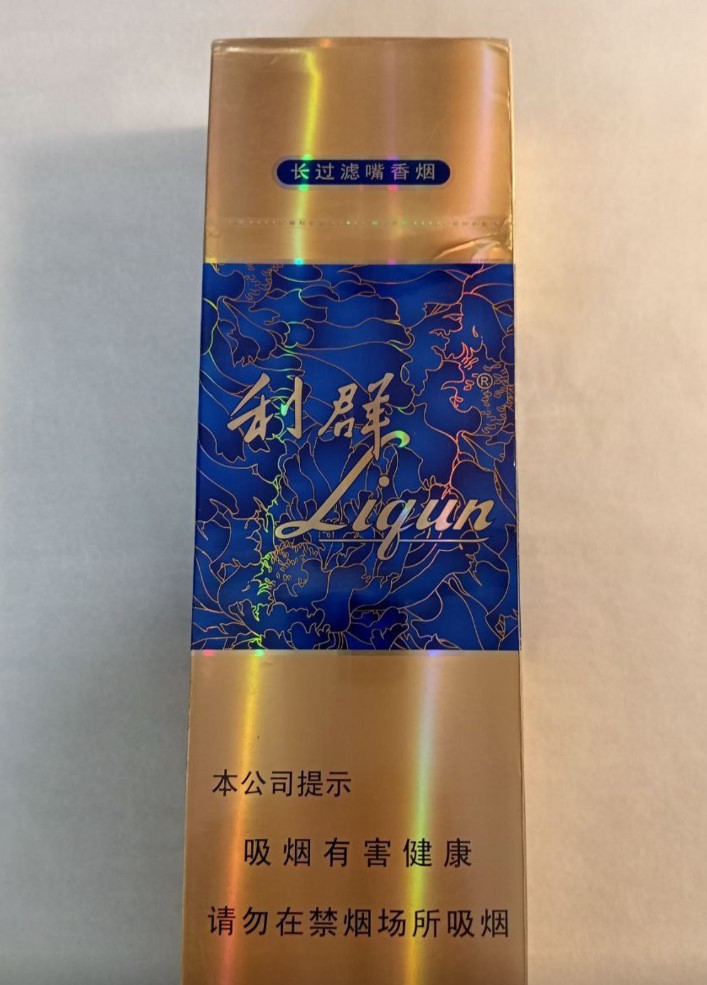 长过滤嘴香烟
利群®
Liqun
本公司提示
吸烟有害健康
请勿在禁烟场所吸烟